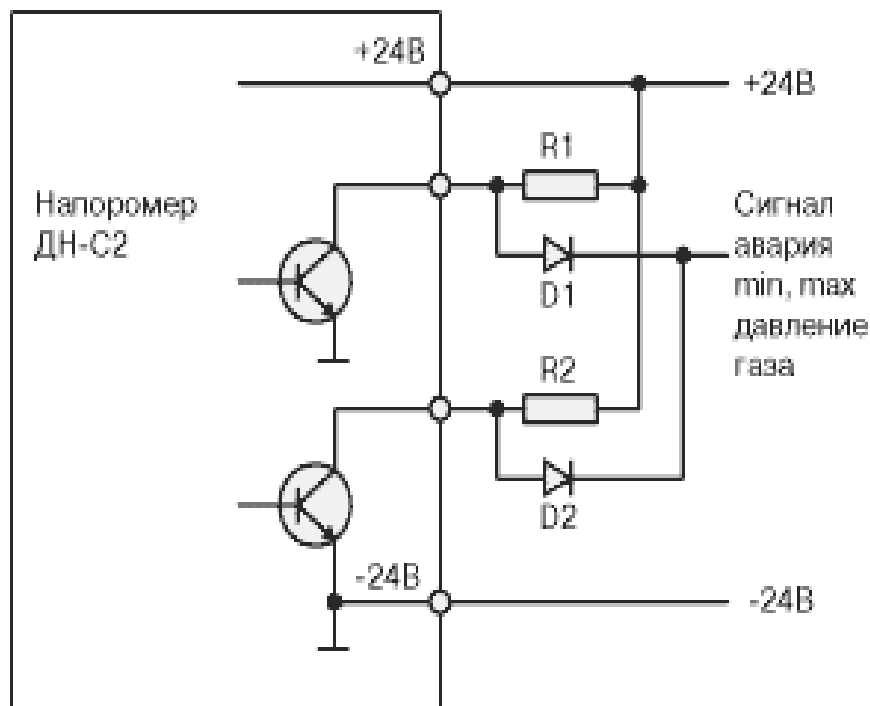 +24В
+24В
R1
Напоромер
ДН-С2
Сигнал
авария
min, max
давление
газа
D1
R2
D2
-24В
-24В